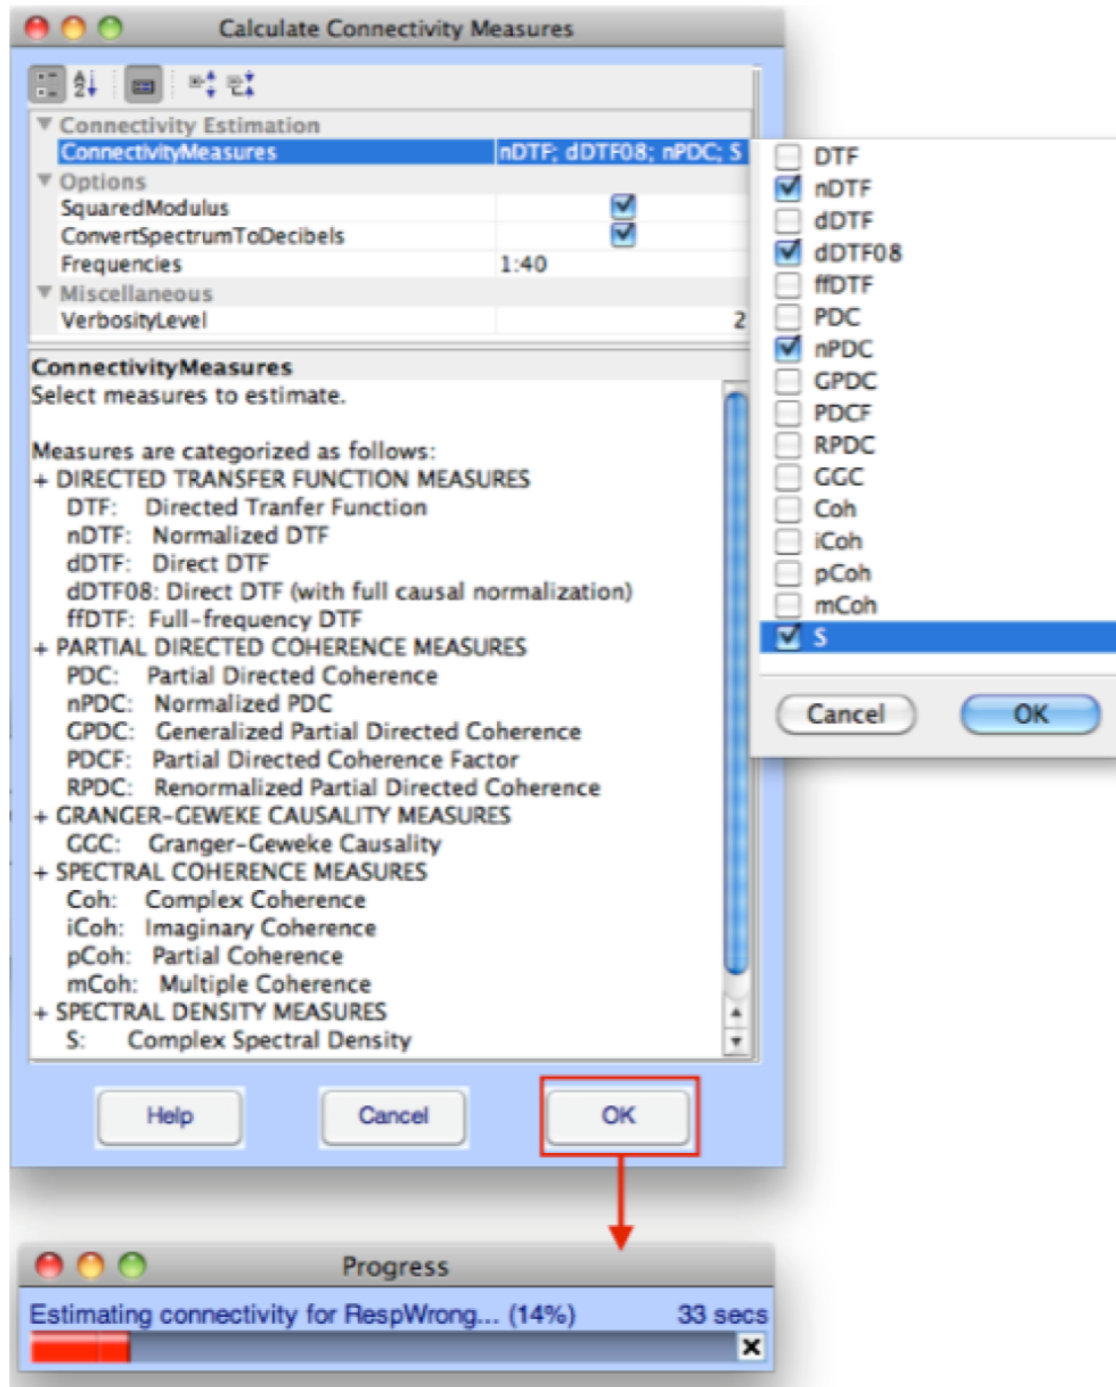 Calculate Connectivity Measures
Connectivity Estimation
ConnectivityMeasures nDTF; dDTF08; nPDC; S
Options
SquaredModulus
ConvertSpectrumToDecibels
Frequencies 1:40
Miscellaneous
VerbosityLevel 2
ConnectivityMeasures
Select measures to estimate.
Measures are categorized as follows:
+ DIRECTED TRANSFER FUNCTION MEASURES
DTF: Directed Tranfer Function
nDTF: Normalized DTF
dDTF: Direct DTF
dDTF08: Direct DTF (with full causal normalization)
ffDTF: Full-frequency DTF
+ PARTIAL DIRECTED COHERENCE MEASURES
PDC: Partial Directed Coherence
nPDC: Normalized PDC
GPDC: Generalized Partial Directed Coherence
PDCF: Partial Directed Coherence Factor
RPDC: Renormalized Partial Directed Coherence
+ GRANGER-GEWEKE CAUSALITY MEASURES
GGC: Granger-Geweke Causality
+ SPECTRAL COHERENCE MEASURES
Coh: Complex Coherence
iCoh: Imaginary Coherence
pCoh: Partial Coherence
mCoh: Multiple Coherence
+ SPECTRAL DENSITY MEASURES
S: Complex Spectral Density
Help Cancel OK
DTF
nDTF
dDTF
dDTF08
ffDTF
PDC
nPDC
GPDC
PDCF
RPDC
GGC
Coh
iCoh
pCoh
mCoh
S
Cancel OK
Progress
Estimating connectivity for RespWrong... (14%) 33 secs